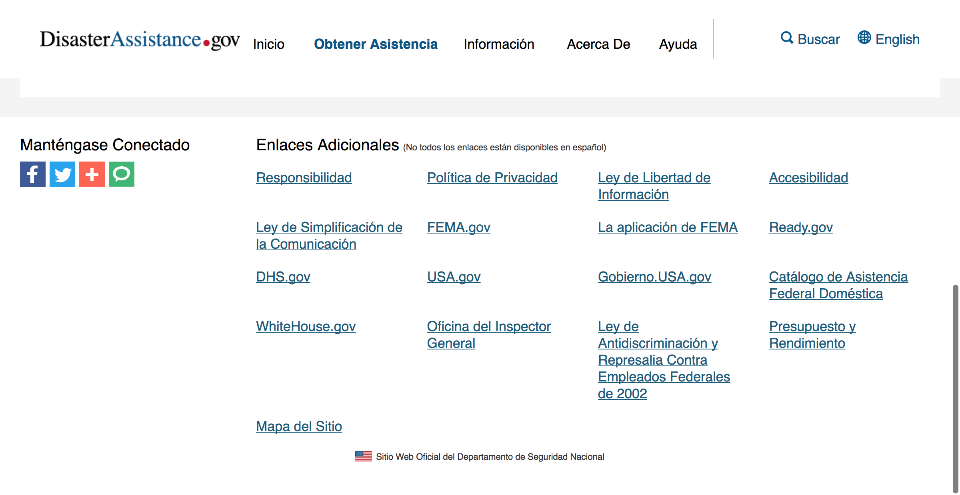 DisasterAssistance.gov
Inicio
Obtener Asistencia
Información
Acerca De
Ayuda
Buscar
English
Manténgase Conectado
Enlaces Adicionales (No todos los enlaces están disponibles en español)
Responsibilidad
Política de Privacidad
Ley de Libertad de
Información
Accesibilidad
Ley de Simplificación de
la Comunicación
FEMA.gov
La aplicación de FEMA
Ready.gov
DHS.gov
USA.gov
Gobierno.USA.gov
Catálogo de Asistencia
Federal Doméstica
WhiteHouse.gov
Oficina del Inspector
General
Ley de
Antidiscriminación y
Represalia Contra
Empleados Federales
de 2002
Presupuesto y
Rendimiento
Mapa del Sitio
Sitio Web Oficial del Departamento de Seguridad Nacional